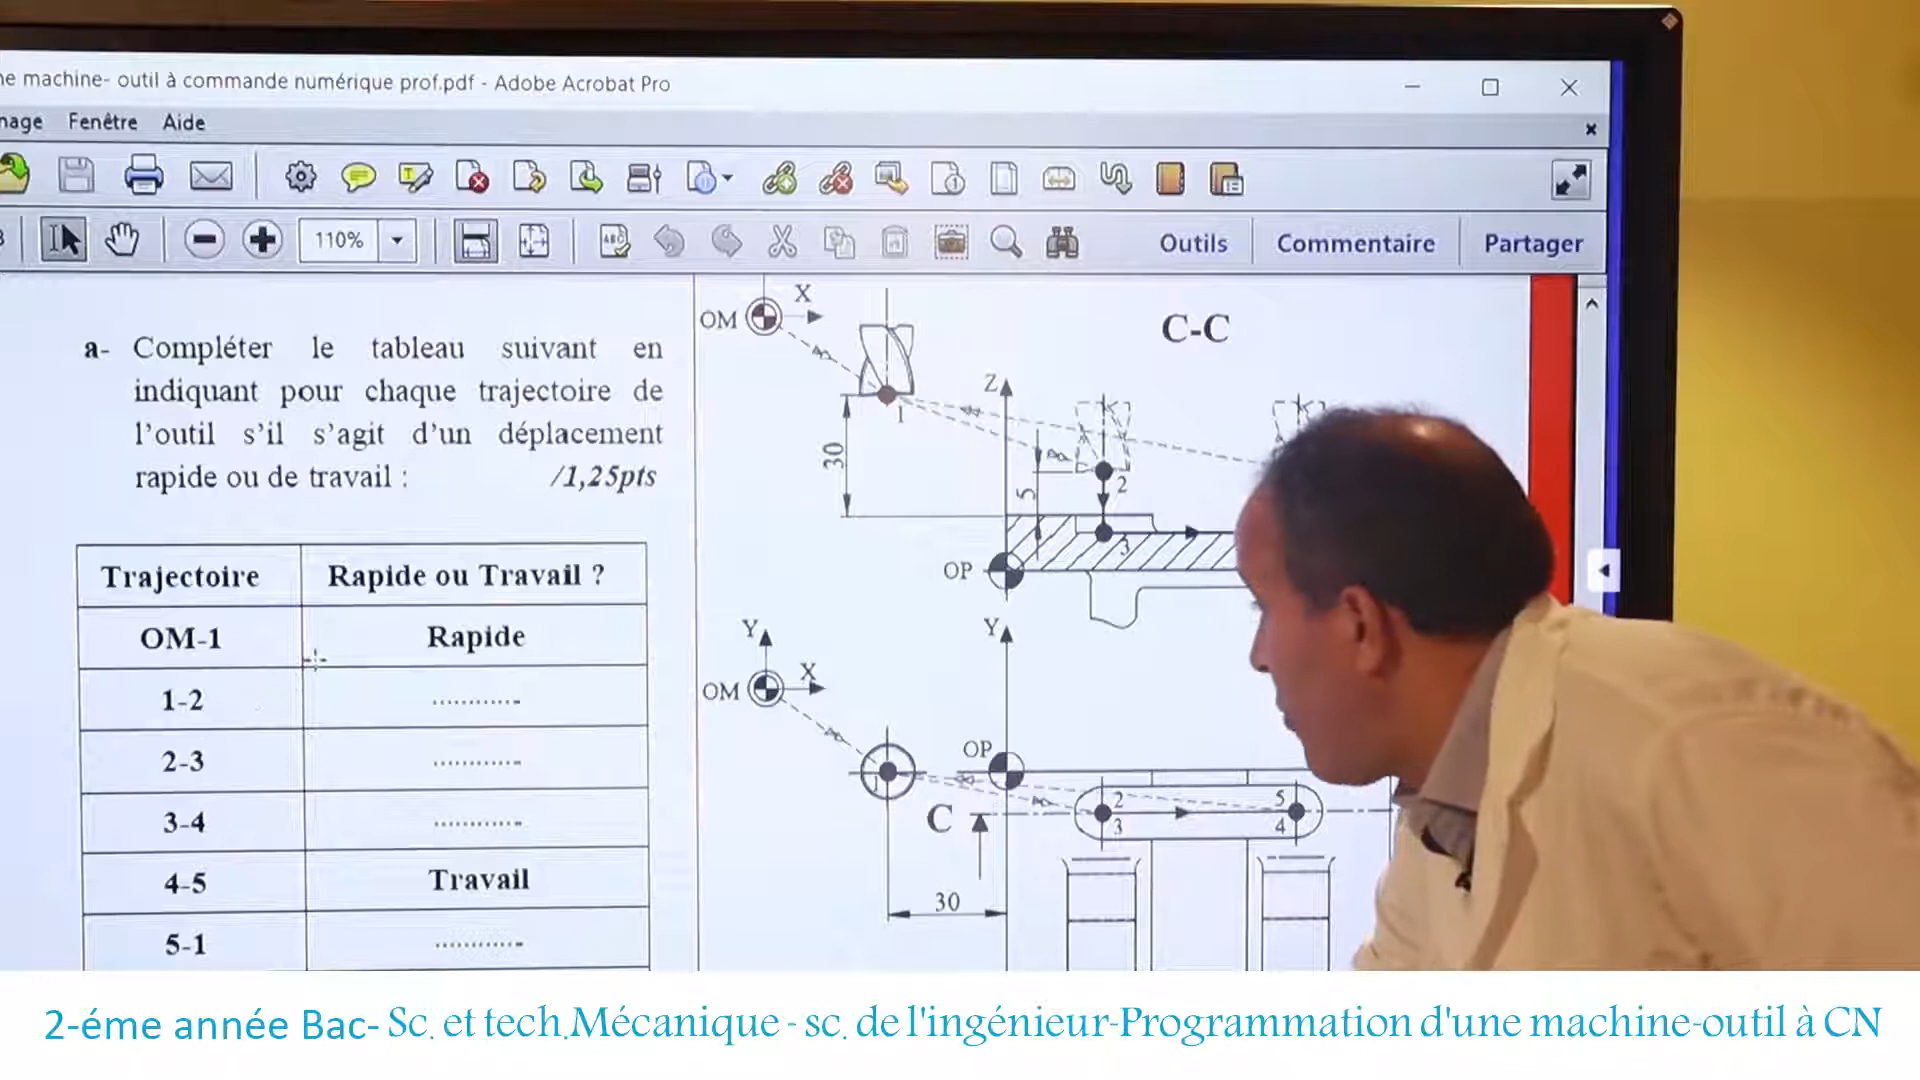 ne machine- outil à commande numérique prof.pdf - Adobe Acrobat Pro
nage Fenêtre Aide
110%
Outils Commentaire Partager
a- Compléter le tableau suivant en
indiquant pour chaque trajectoire de
l'outil s'il s'agit d'un déplacement
rapide ou de travail : /1,25pts
Trajectoire Rapide ou Travail ?
OM-1 Rapide
1-2 ............
2-3 ............
3-4 ............
4-5 Travail
5-1 ............
OM X
C-C
Z
1
30
5
2
3
OP
Y
Y
OM X
OP
1
2 5
3 4
C
30
2-éme année Bac- Sc. et tech.Mécanique - sc. de l'ingénieur-Programmation d'une machine-outil à CN